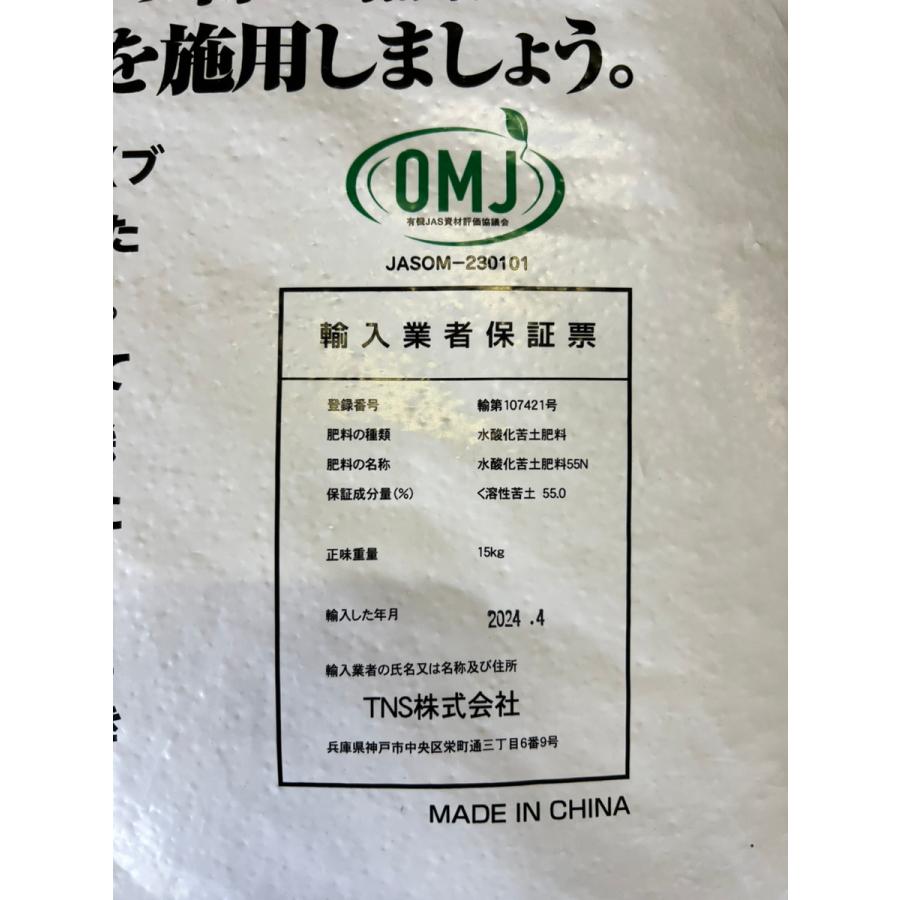 を施用しましょう。
OMJ
有機JAS資材評価協議会
JASOM-230101
輸入業者保証票
登録番号 輸第107421号
肥料の種類 水酸化苦土肥料
肥料の名称 水酸化苦土肥料55N
保証成分量(%) く溶性苦土 55.0
正味重量 15kg
輸入した年月 2024 .4
輸入業者の氏名又は名称及び住所
TNS株式会社
兵庫県神戸市中央区栄町通三丁目6番9号
MADE IN CHINA
ブ
た